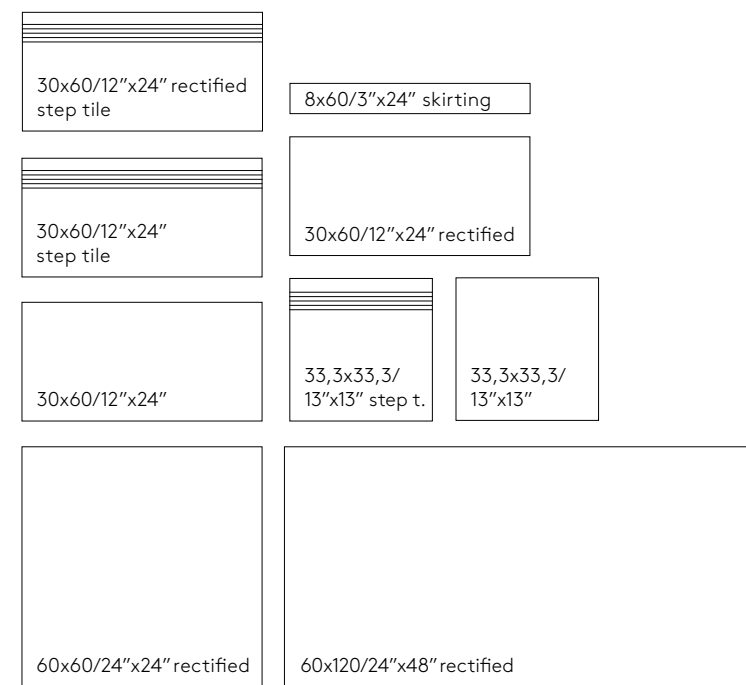 30x60/12”x24” rectified
step tile
8x60/3”x24” skirting
30x60/12”x24”
step tile
30x60/12”x24” rectified
30x60/12”x24”
33,3x33,3/
13”x13” step t.
33,3x33,3/
13”x13”
60x60/24”x24” rectified
60x120/24”x48” rectified